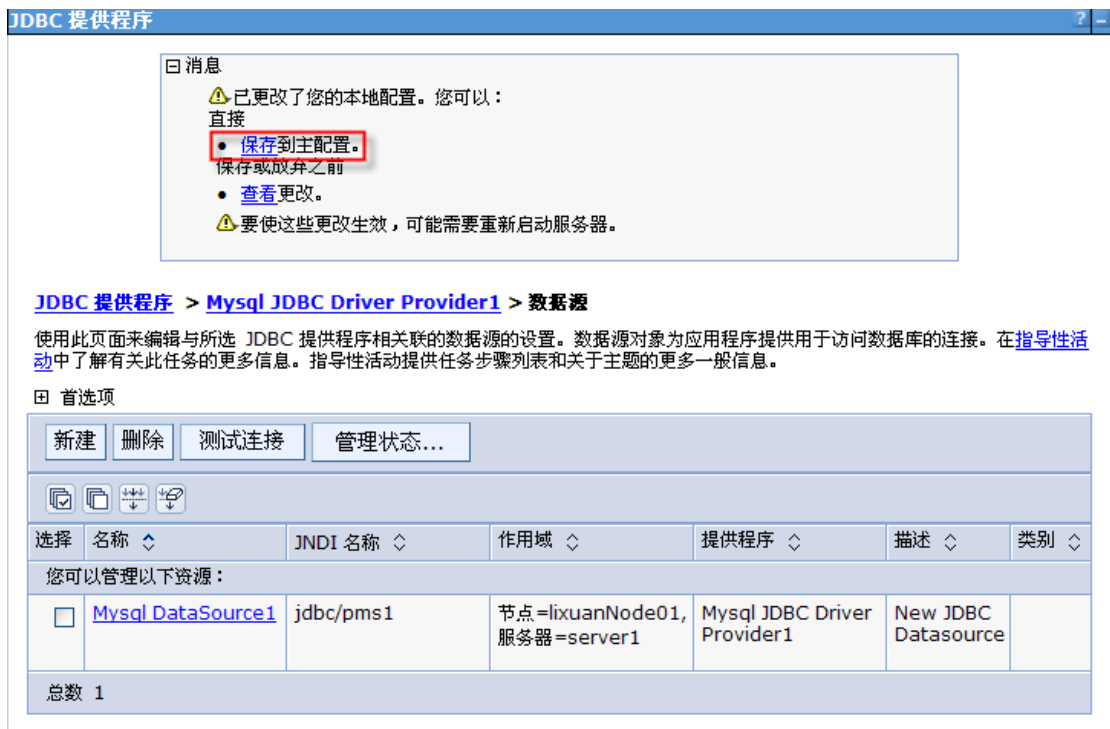 JDBC 提供程序
? –
消息
已更改了您的本地配置。您可以：
直接
• 保存到主配置。
保存或放弃之前
• 查看更改。
要使这些更改生效，可能需要重新启动服务器。
JDBC 提供程序 > Mysql JDBC Driver Provider1 > 数据源
使用此页面来编辑与所选 JDBC 提供程序相关联的数据源的设置。数据源对象为应用程序提供用于访问数据库的连接。在指导性活
动中了解有关此任务的更多信息。指导性活动提供任务步骤列表和关于主题的更多一般信息。
首选项
新建 删除 测试连接 管理状态...
选择 名称 JNDI 名称 作用域 提供程序 描述 类别
您可以管理以下资源：
Mysql DataSource1 jdbc/pms1 节点=lixuanNode01, Mysql JDBC Driver New JDBC
服务器=server1 Provider1 Datasource
总数 1